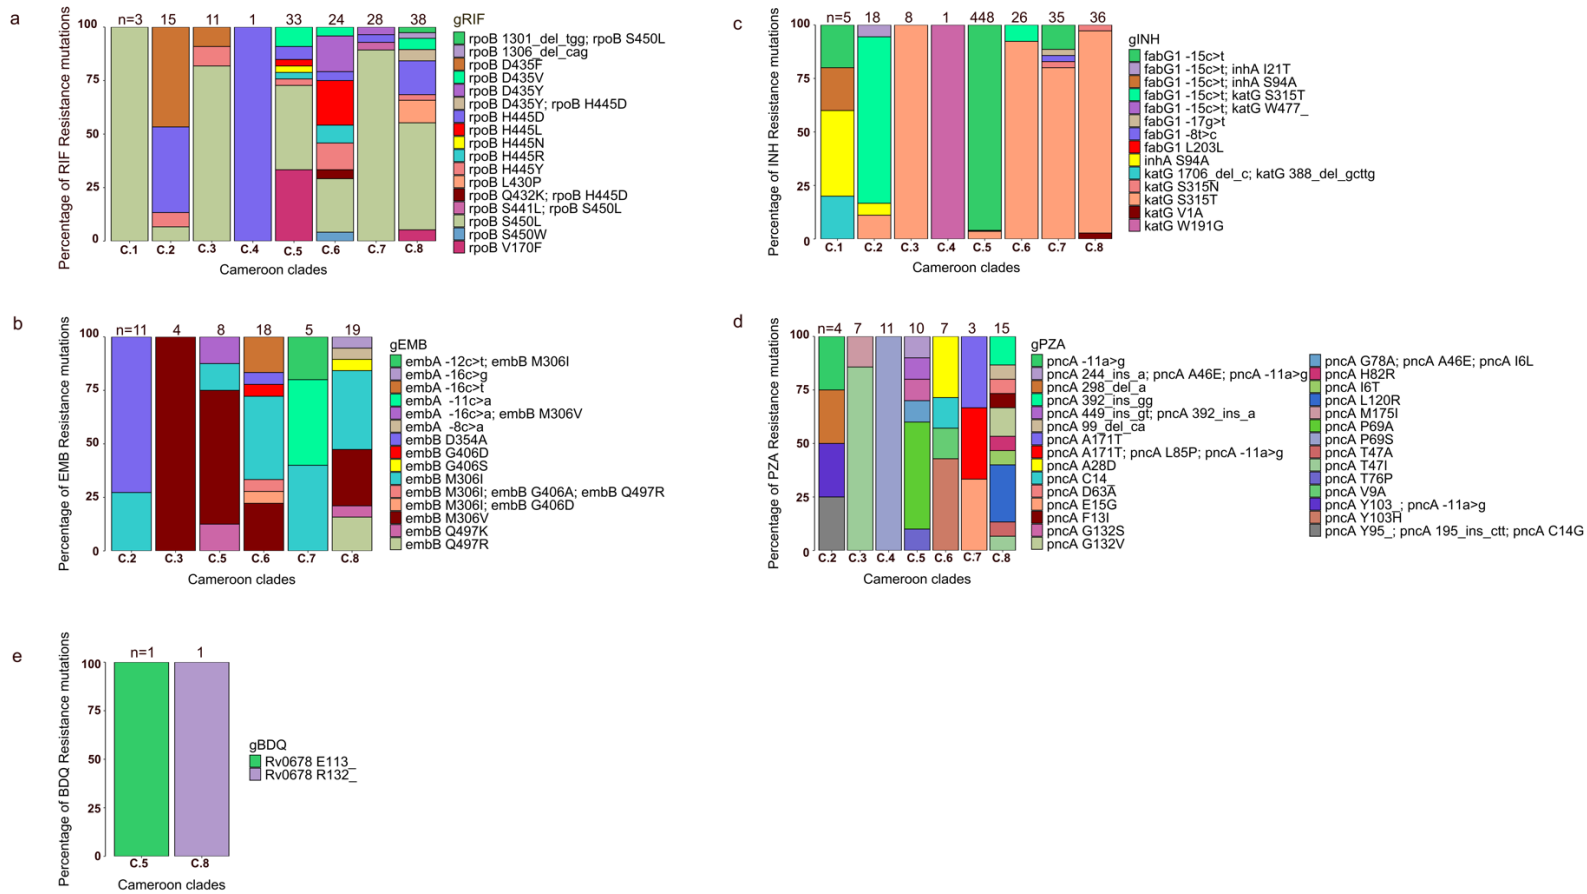 a
Percentage of RIF Resistance mutations
n=3 15 11 1 33 24 28 38
100
75
50
25
0
C.1 C.2 C.3 C.4 C.5 C.6 C.7 C.8
Cameroon clades
gRIF
rpoB 1301_del_tgg; rpoB S450L
rpoB 1306_del_cag
rpoB D435F
rpoB D435V
rpoB D435Y
rpoB D435Y; rpoB H445D
rpoB H445D
rpoB H445L
rpoB H445N
rpoB H445R
rpoB H445Y
rpoB L430P
rpoB Q432K; rpoB H445D
rpoB S441L; rpoB S450L
rpoB S450L
rpoB S450W
rpoB V170F
c
Percentage of INH Resistance mutations
n=5 18 8 1 448 26 35 36
100
75
50
25
0
C.1 C.2 C.3 C.4 C.5 C.6 C.7 C.8
Cameroon clades
gINH
fabG1 -15c>t
fabG1 -15c>t; inhA I21T
fabG1 -15c>t; inhA S94A
fabG1 -15c>t; katG S315T
fabG1 -15c>t; katG W477_
fabG1 -17g>t
fabG1 -8t>c
fabG1 L203L
inhA S94A
katG 1706_del_c; katG 388_del_gcttg
katG S315N
katG S315T
katG V1A
katG W191G
b
Percentage of EMB Resistance mutations
n=11 4 8 18 5 19
100
75
50
25
0
C.2 C.3 C.5 C.6 C.7 C.8
Cameroon clades
gEMB
embA -12c>t; embB M306I
embA -16c>g
embA -16c>t
embA -11c>a
embA -16c>a; embB M306V
embA -8c>a
embB D354A
embB G406D
embB G406S
embB M306I
embB M306I; embB G406A; embB Q497R
embB M306I; embB G406D
embB M306V
embB Q497K
embB Q497R
d
Percentage of PZA Resistance mutations
n=4 7 11 10 7 3 15
100
75
50
25
0
C.2 C.3 C.4 C.5 C.6 C.7 C.8
Cameroon clades
gPZA
pncA -11a>g
pncA 244_ins_a; pncA A46E; pncA -11a>g
pncA 298_del_a
pncA 392_ins_gg
pncA 449_ins_gt; pncA 392_ins_a
pncA 99_del_ca
pncA A171T
pncA A171T; pncA L85P; pncA -11a>g
pncA A28D
pncA C14_
pncA D63A
pncA E15G
pncA F13I
pncA G132S
pncA G132V
pncA G78A; pncA A46E; pncA I6L
pncA H82R
pncA I6T
pncA L120R
pncA M175I
pncA P69A
pncA P69S
pncA T47A
pncA T47I
pncA T76P
pncA V9A
pncA Y103_; pncA -11a>g
pncA Y103H
pncA Y95_; pncA 195_ins_ctt; pncA C14G
e
Percentage of BDQ Resistance mutations
n=1 1
100
75
50
25
0
C.5 C.8
Cameroon clades
gBDQ
Rv0678 E113_
Rv0678 R132_